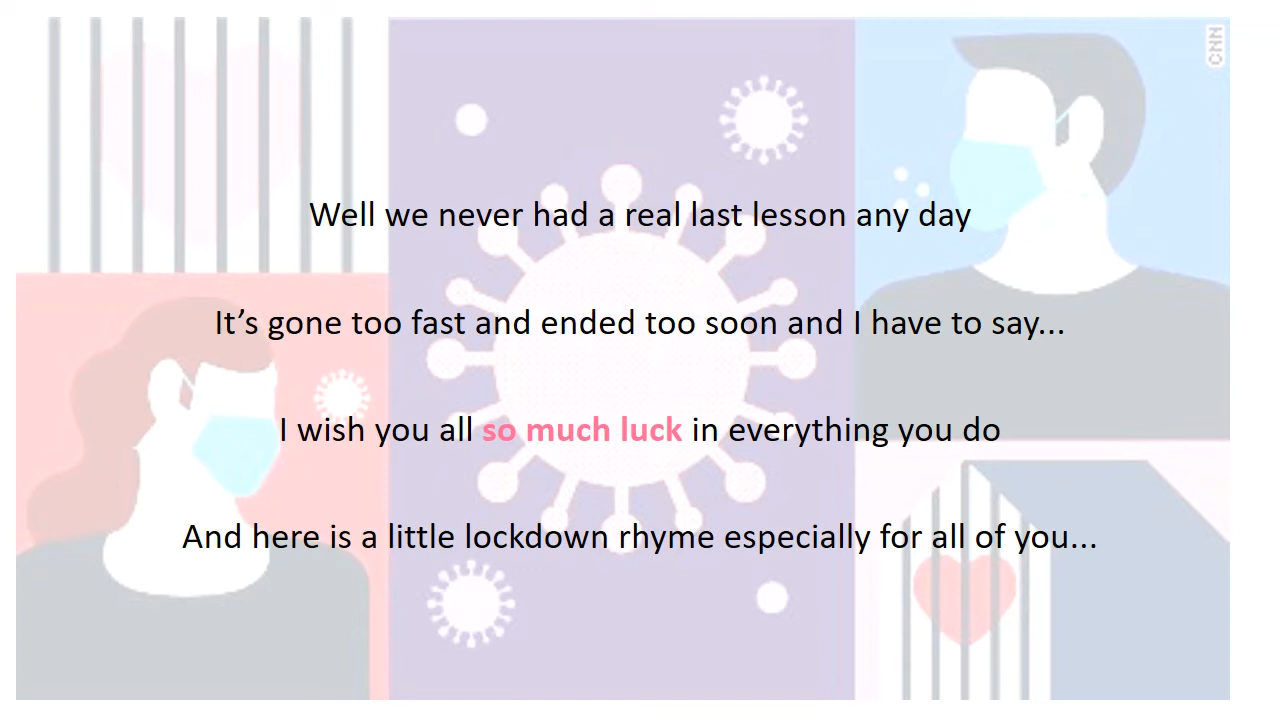 CNN
Well we never had a real last lesson any day
It’s gone too fast and ended too soon and I have to say...
I wish you all so much luck in everything you do
And here is a little lockdown rhyme especially for all of you...